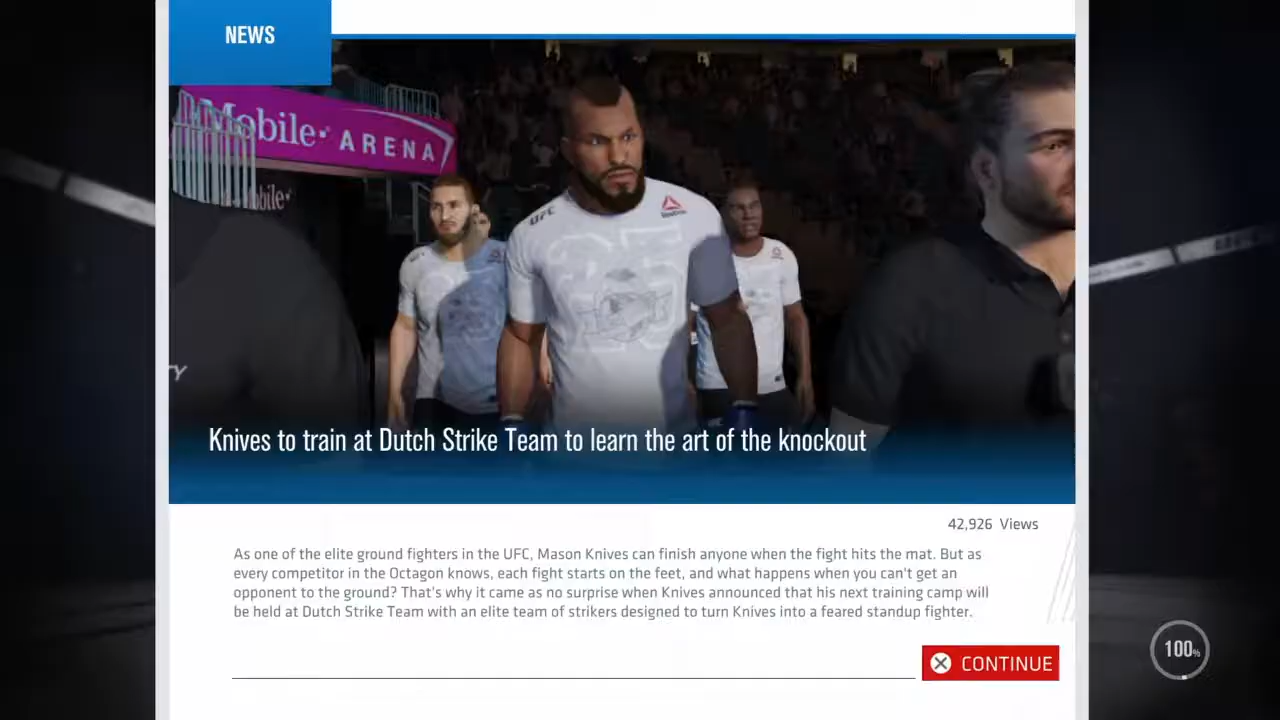 NEWS
Mobile
ARENA
UFC
Reebok
TY
Knives to train at Dutch Strike Team to learn the art of the knockout
42,926 Views
As one of the elite ground fighters in the UFC, Mason Knives can finish anyone when the fight hits the mat. But as
every competitor in the Octagon knows, each fight starts on the feet, and what happens when you can't get an
opponent to the ground? That's why it came as no surprise when Knives announced that his next training camp will
be held at Dutch Strike Team with an elite team of strikers designed to turn Knives into a feared standup fighter.
CONTINUE
100%